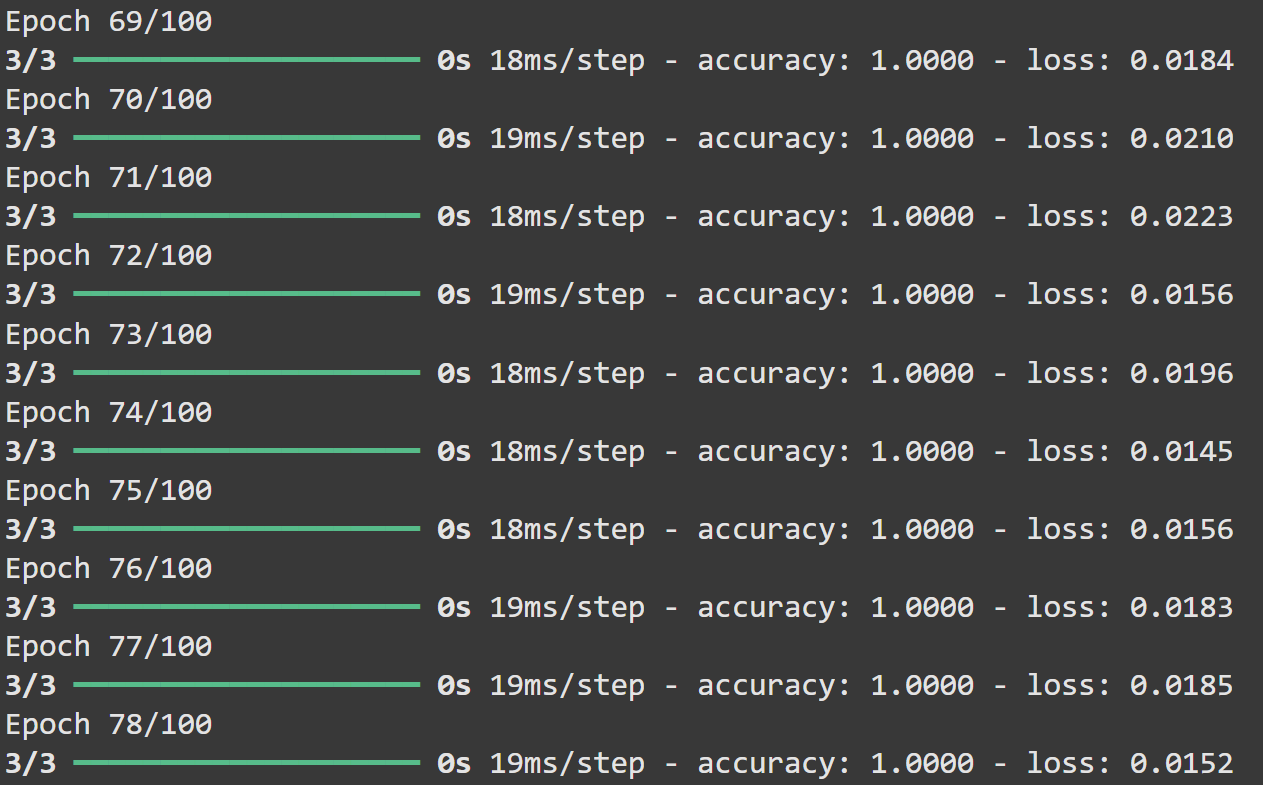 Epoch 69/100
3/3 ━━━━━━━━━━━━━━━━━━━━ 0s 18ms/step - accuracy: 1.0000 - loss: 0.0184
Epoch 70/100
3/3 ━━━━━━━━━━━━━━━━━━━━ 0s 19ms/step - accuracy: 1.0000 - loss: 0.0210
Epoch 71/100
3/3 ━━━━━━━━━━━━━━━━━━━━ 0s 18ms/step - accuracy: 1.0000 - loss: 0.0223
Epoch 72/100
3/3 ━━━━━━━━━━━━━━━━━━━━ 0s 19ms/step - accuracy: 1.0000 - loss: 0.0156
Epoch 73/100
3/3 ━━━━━━━━━━━━━━━━━━━━ 0s 18ms/step - accuracy: 1.0000 - loss: 0.0196
Epoch 74/100
3/3 ━━━━━━━━━━━━━━━━━━━━ 0s 18ms/step - accuracy: 1.0000 - loss: 0.0145
Epoch 75/100
3/3 ━━━━━━━━━━━━━━━━━━━━ 0s 18ms/step - accuracy: 1.0000 - loss: 0.0156
Epoch 76/100
3/3 ━━━━━━━━━━━━━━━━━━━━ 0s 19ms/step - accuracy: 1.0000 - loss: 0.0183
Epoch 77/100
3/3 ━━━━━━━━━━━━━━━━━━━━ 0s 19ms/step - accuracy: 1.0000 - loss: 0.0185
Epoch 78/100
3/3 ━━━━━━━━━━━━━━━━━━━━ 0s 19ms/step - accuracy: 1.0000 - loss: 0.0152